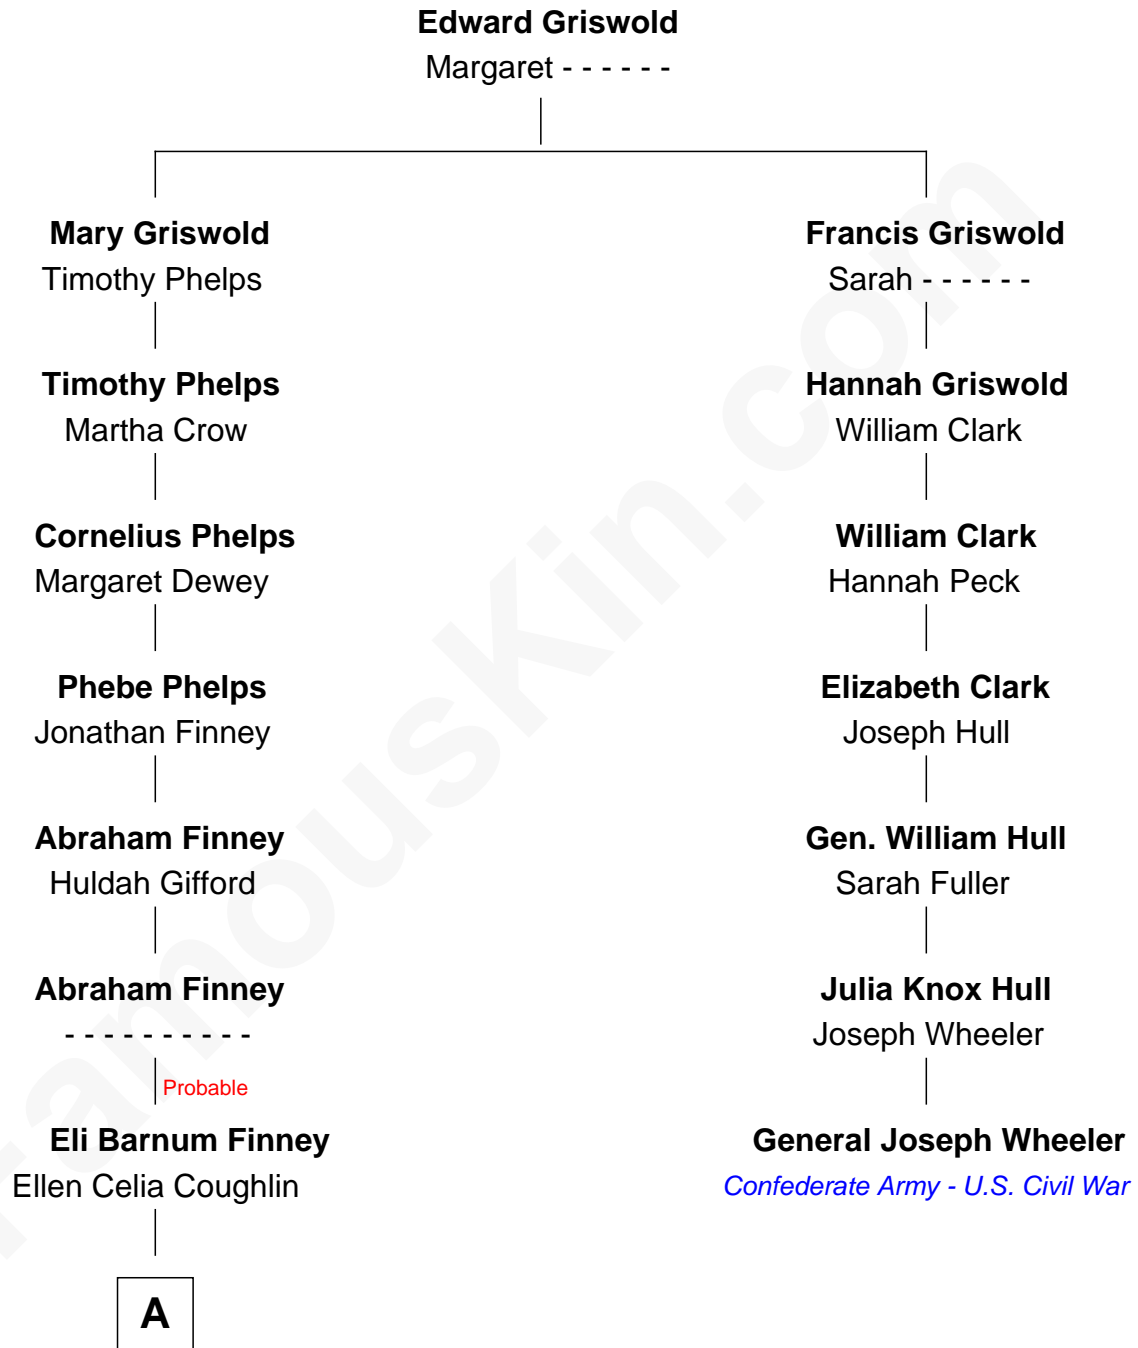 Edward Griswold
Margaret - - - - - -
Mary Griswold
Timothy Phelps
Francis Griswold
Sarah - - - - - -
Timothy Phelps
Martha Crow
Hannah Griswold
William Clark
Cornelius Phelps
Margaret Dewey
William Clark
Hannah Peck
Phebe Phelps
Jonathan Finney
Elizabeth Clark
Joseph Hull
Abraham Finney
Huldah Gifford
Gen. William Hull
Sarah Fuller
Abraham Finney
- - - - - - - - - -
Julia Knox Hull
Joseph Wheeler
Probable
Eli Barnum Finney
Ellen Celia Coughlin
General Joseph Wheeler
Confederate Army - U.S. Civil War
A
FamousKin.com